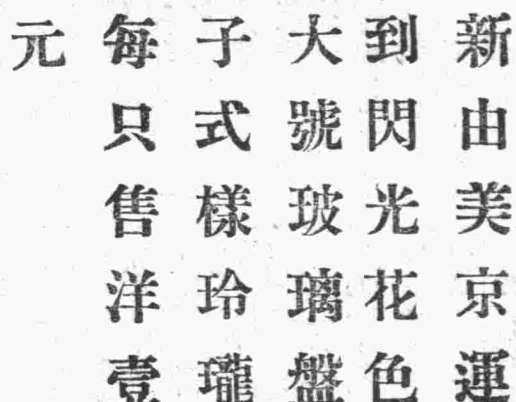 新由美京運
到閃光花色
大號玻璃盤
子式樣玲瓏
每只售洋壹
元